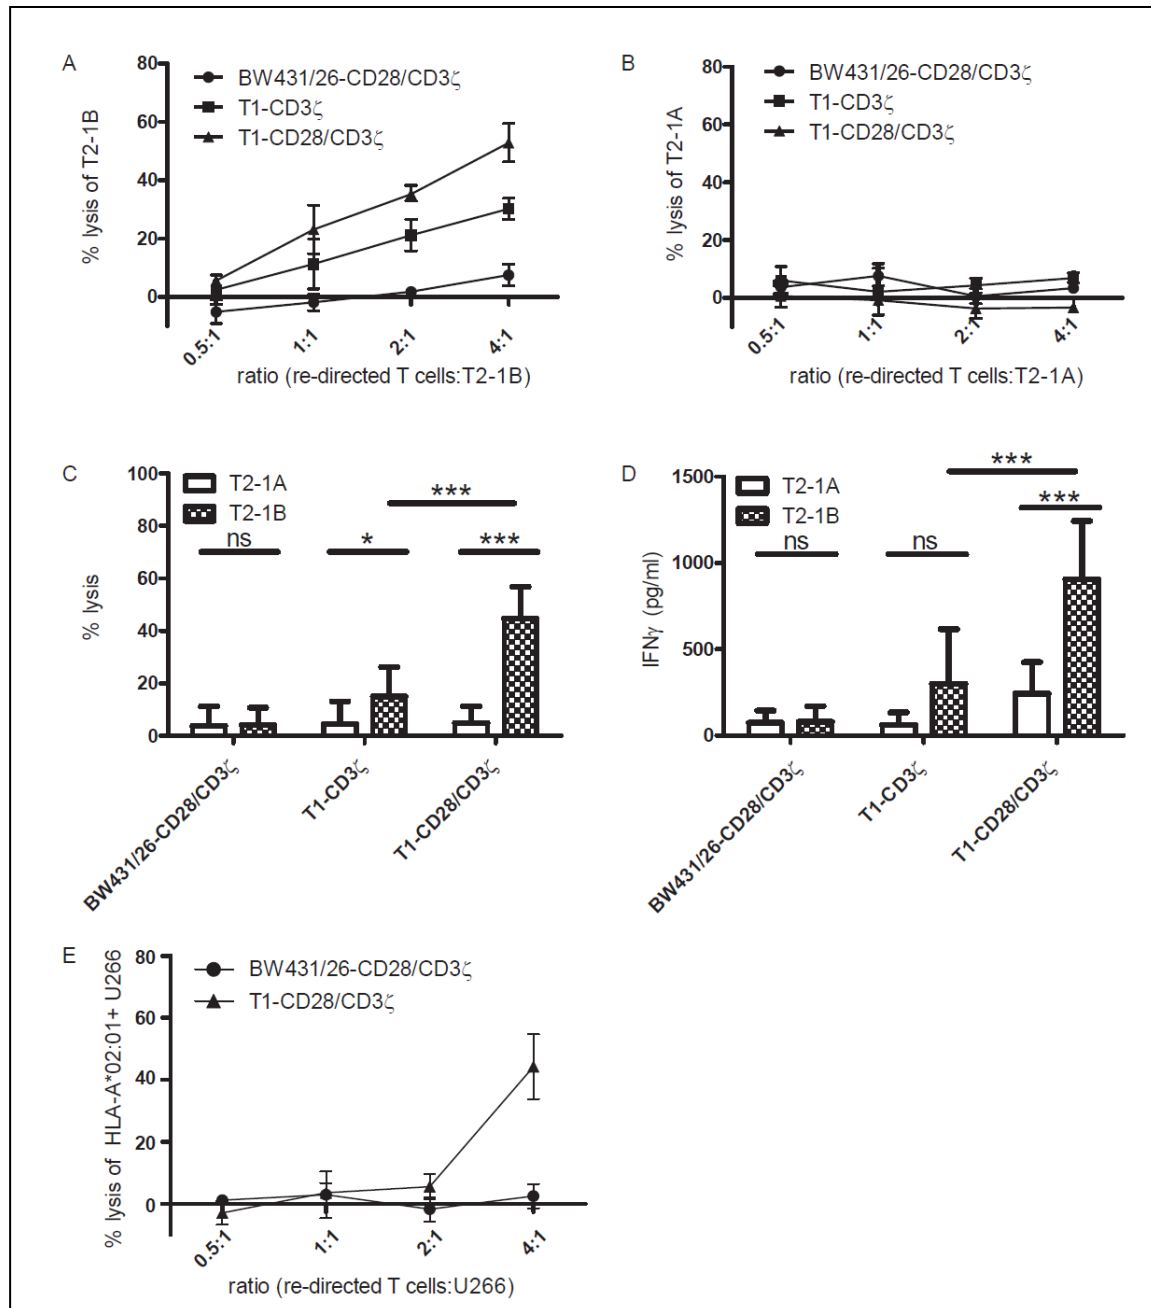 A
80
60
40
20
0
% lysis of T2-1B
BW431/26-CD28/CD3ζ
T1-CD3ζ
T1-CD28/CD3ζ
0.5:1
1:1
2:1
4:1
ratio (re-directed T cells:T2-1B)
B
80
60
40
20
0
% lysis of T2-1A
BW431/26-CD28/CD3ζ
T1-CD3ζ
T1-CD28/CD3ζ
0.5:1
1:1
2:1
4:1
ratio (re-directed T cells:T2-1A)
C
100
80
60
40
20
0
% lysis
T2-1A
T2-1B
ns
*
***
***
BW431/26-CD28/CD3ζ
T1-CD3ζ
T1-CD28/CD3ζ
D
1500
1000
500
0
IFNγ (pg/ml)
T2-1A
T2-1B
ns
ns
***
***
BW431/26-CD28/CD3ζ
T1-CD3ζ
T1-CD28/CD3ζ
E
80
60
40
20
0
% lysis of HLA-A*02:01+ U266
BW431/26-CD28/CD3ζ
T1-CD28/CD3ζ
0.5:1
1:1
2:1
4:1
ratio (re-directed T cells:U266)